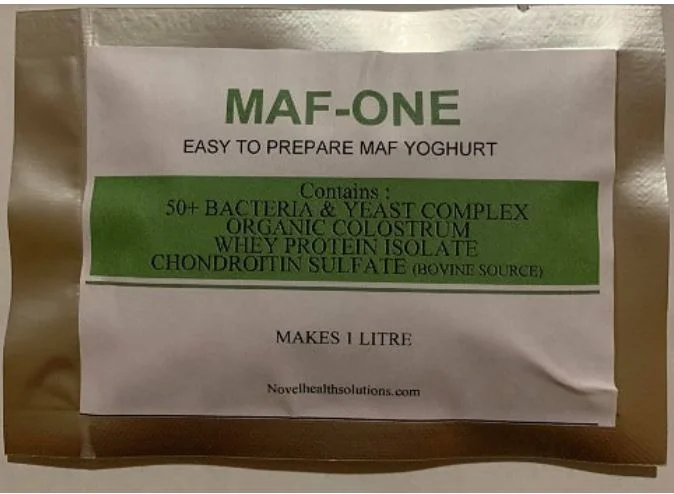 MAF-ONE
EASY TO PREPARE MAF YOGHURT
Contains :
50+ BACTERIA & YEAST COMPLEX
ORGANIC COLOSTRUM
WHEY PROTEIN ISOLATE
CHONDROITIN SULFATE (BOVINE SOURCE)
MAKES 1 LITRE
Novelhealthsolutions.com